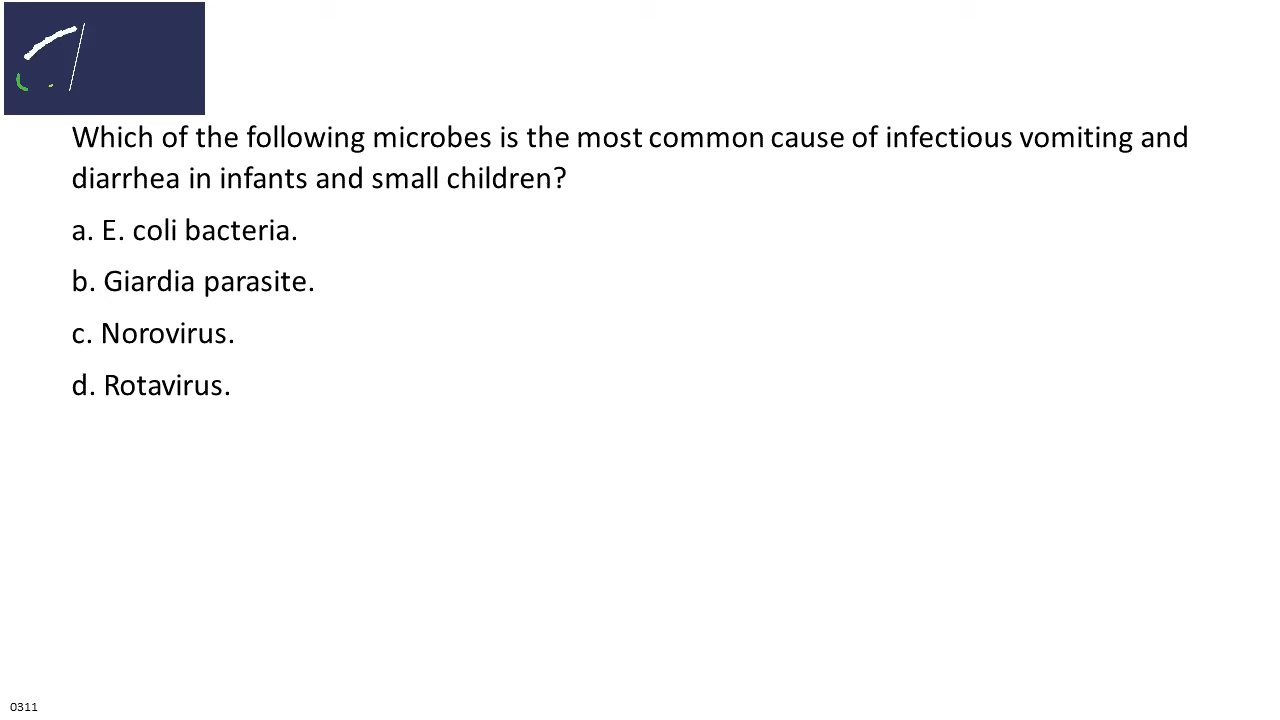 Which of the following microbes is the most common cause of infectious vomiting and
diarrhea in infants and small children?
a. E. coli bacteria.
b. Giardia parasite.
c. Norovirus.
d. Rotavirus.
0311